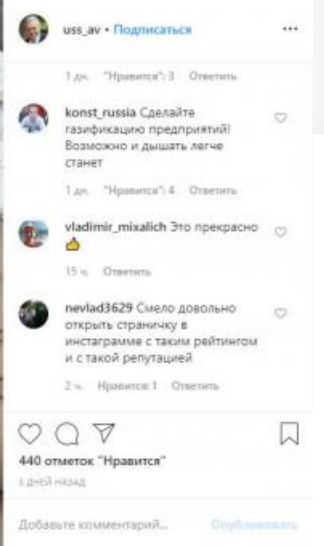 uss_av • Подписаться
1 дн. "Нравится": 3 Ответить
konst_russia Сделайте
газификацию предприятий!
Возможно и дышать легче
станет
1 дн. "Нравится": 4 Ответить
vladimir_mixalich Это прекрасно
👍
15 ч. Ответить
nevlad3629 Смело довольно
открыть страничку в
инстаграмме с таким рейтингом
и с такой репутацией
2 ч. Нравится: 1 Ответить
440 отметок "Нравится"
ДНЕЙ НАЗАД
Добавьте комментарий... Опубликовать